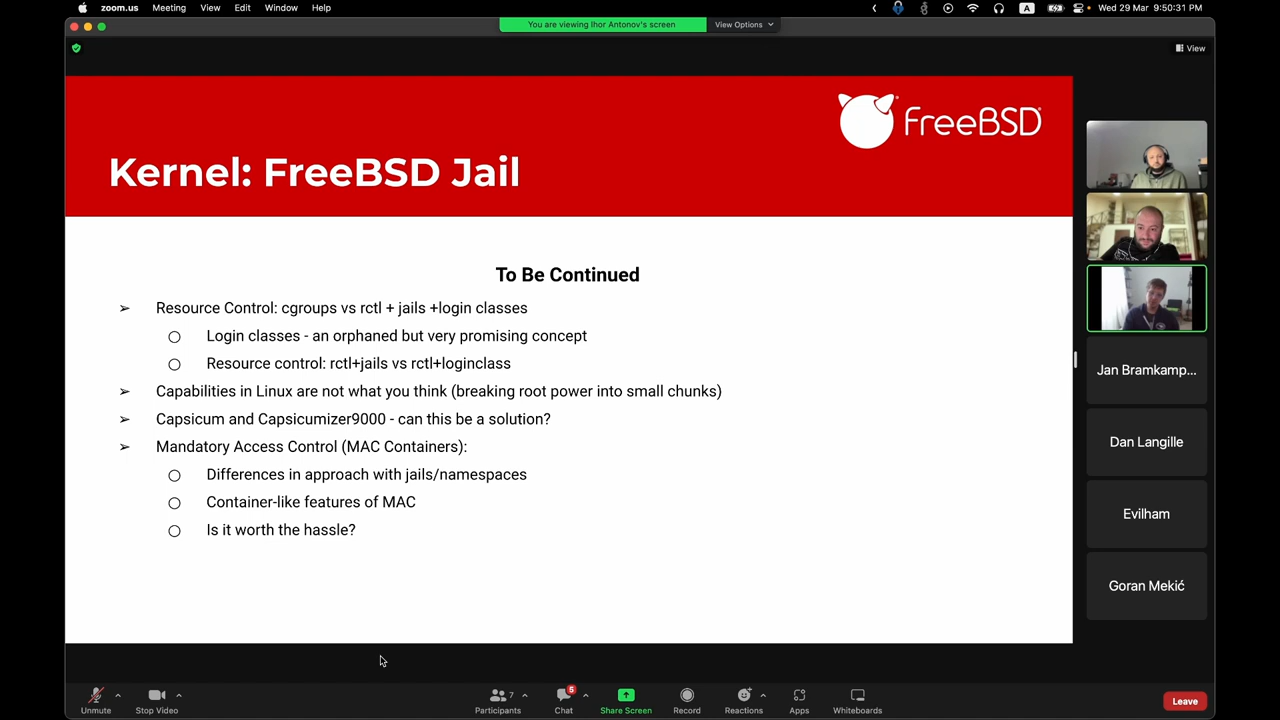 zoom.us Meeting View Edit Window Help
A
Wed 29 Mar 9:50:31 PM
You are viewing Ihor Antonov's screen
View Options
View
FreeBSD
Kernel: FreeBSD Jail
To Be Continued
➢ Resource Control: cgroups vs rctl + jails +login classes
○ Login classes - an orphaned but very promising concept
○ Resource control: rctl+jails vs rctl+loginclass
➢ Capabilities in Linux are not what you think (breaking root power into small chunks)
➢ Capsicum and Capsicumizer9000 - can this be a solution?
➢ Mandatory Access Control (MAC Containers):
○ Differences in approach with jails/namespaces
○ Container-like features of MAC
○ Is it worth the hassle?
Jan Bramkamp...
Dan Langille
Evilham
Goran Mekić
Unmute
Stop Video
7
Participants
5
Chat
Share Screen
Record
Reactions
Apps
Whiteboards
Leave